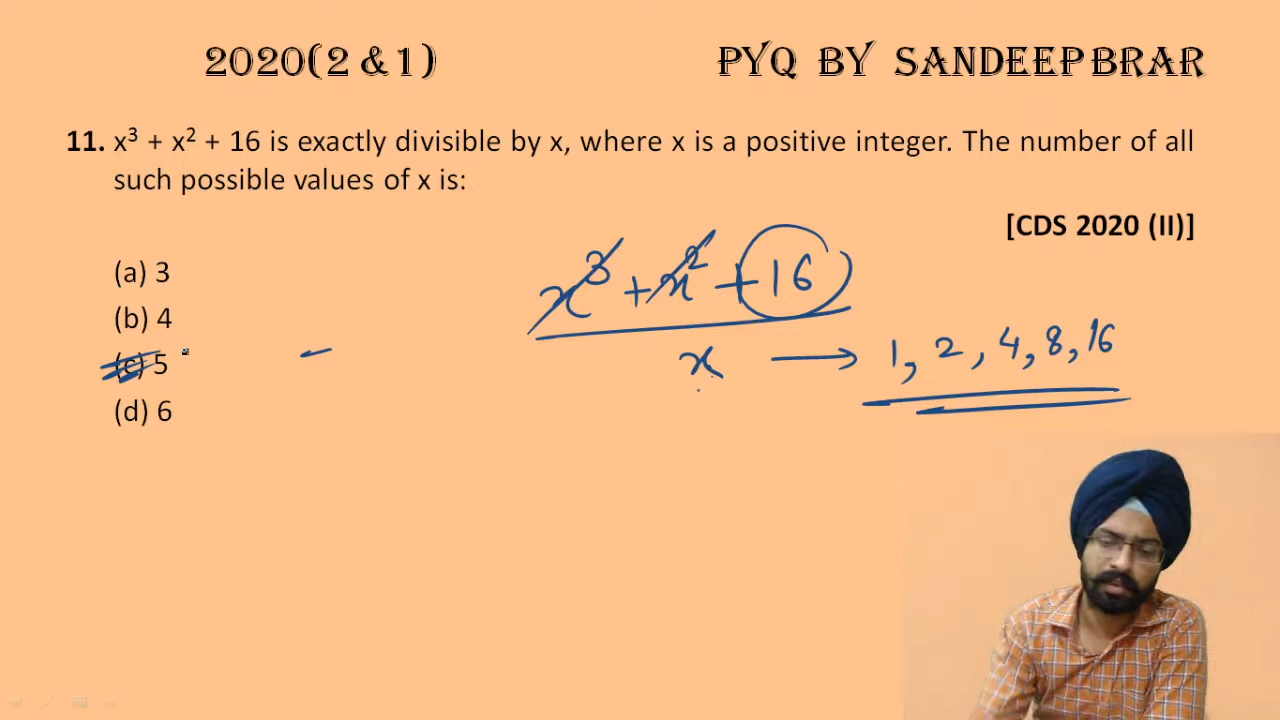 2020(2 & 1)
PYQ BY SANDEEP BRAR
11. x³ + x² + 16 is exactly divisible by x, where x is a positive integer. The number of all
such possible values of x is:
[CDS 2020 (II)]
(a) 3
(b) 4
(c) 5
(d) 6
x³ + x² + 16
x → 1, 2, 4, 8, 16